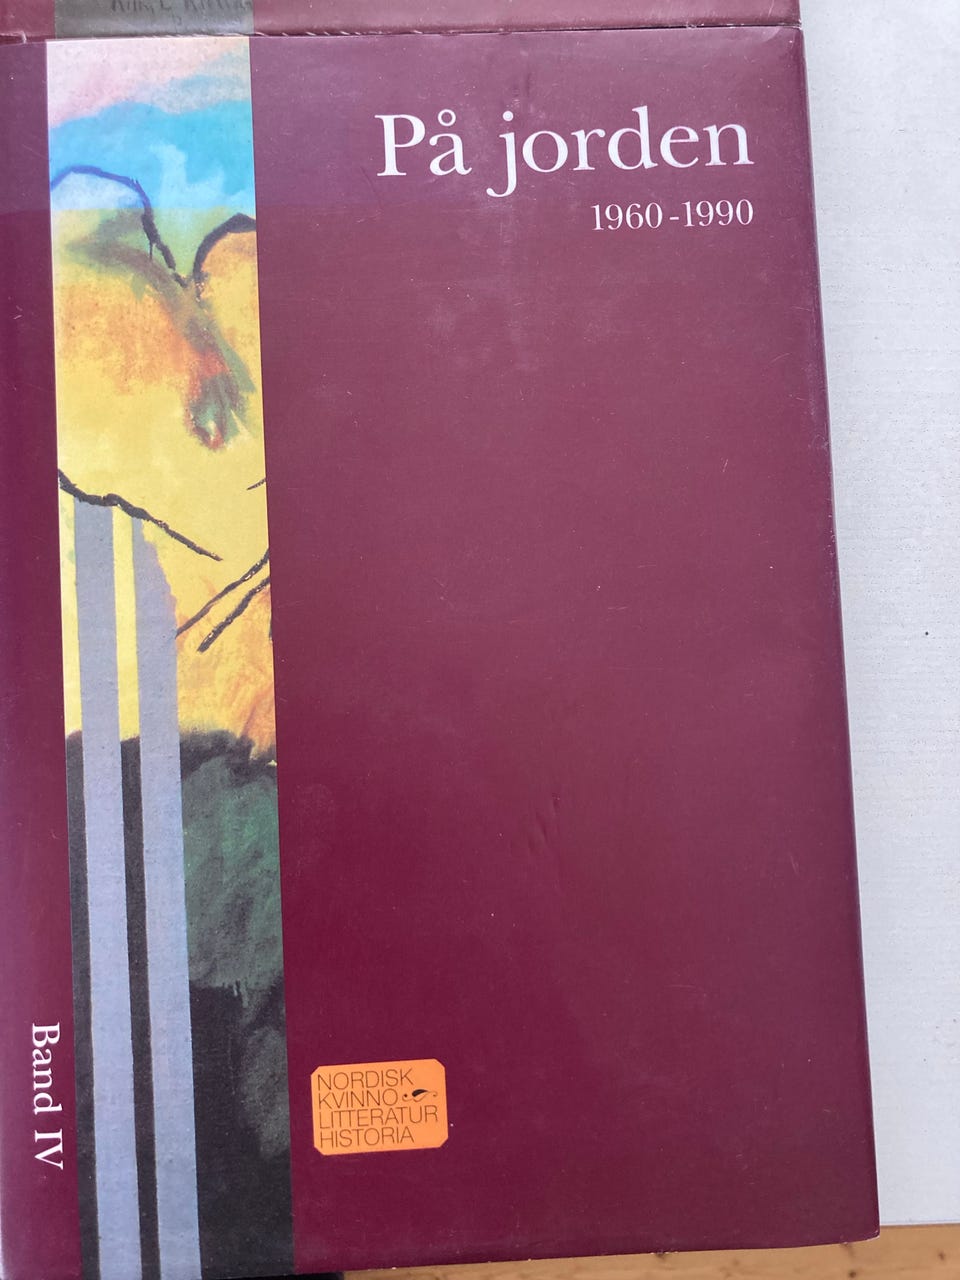 På jorden
1960-1990
Band IV
NORDISK
KVINNO
LITTERATUR
HISTORIA